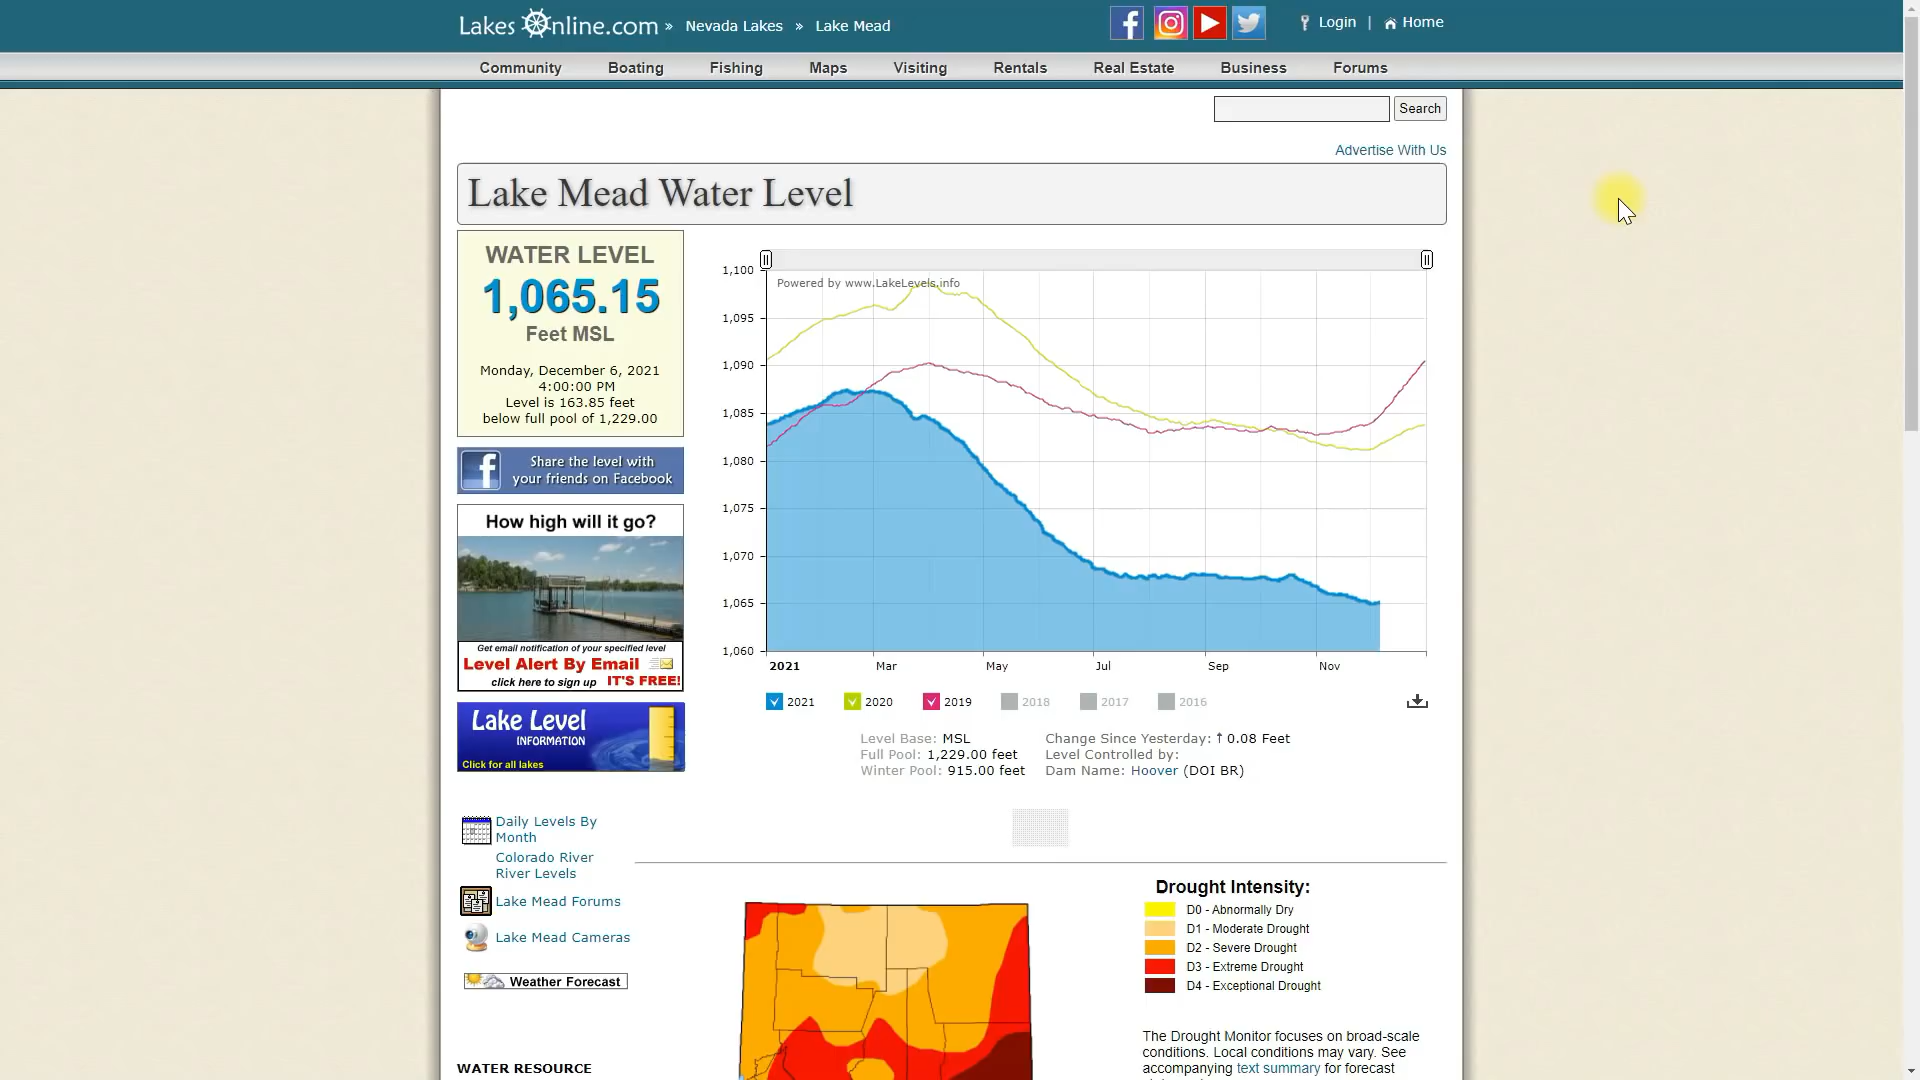 LakesOnline.com » Nevada Lakes » Lake Mead
Login | Home
Community Boating Fishing Maps Visiting Rentals Real Estate Business Forums
Search
Advertise With Us
Lake Mead Water Level
WATER LEVEL
1,065.15
Feet MSL
Monday, December 6, 2021
4:00:00 PM
Level is 163.85 feet
below full pool of 1,229.00
Share the level with
your friends on Facebook
How high will it go?
Get email notification of your specified level
Level Alert By Email
click here to sign up IT'S FREE!
Lake Level
INFORMATION
Click for all lakes
Powered by www.LakeLevels.info
1,100
1,095
1,090
1,085
1,080
1,075
1,070
1,065
1,060
2021 Mar May Jul Sep Nov
2021 2020 2019 2018 2017 2016
Level Base: MSL
Full Pool: 1,229.00 feet
Winter Pool: 915.00 feet
Change Since Yesterday: ↑ 0.08 Feet
Level Controlled by:
Dam Name: Hoover (DOI BR)
Daily Levels By
Month
Colorado River
River Levels
Lake Mead Forums
Lake Mead Cameras
Weather Forecast
WATER RESOURCE
Drought Intensity:
D0 - Abnormally Dry
D1 - Moderate Drought
D2 - Severe Drought
D3 - Extreme Drought
D4 - Exceptional Drought
The Drought Monitor focuses on broad-scale
conditions. Local conditions may vary. See
accompanying text summary for forecast